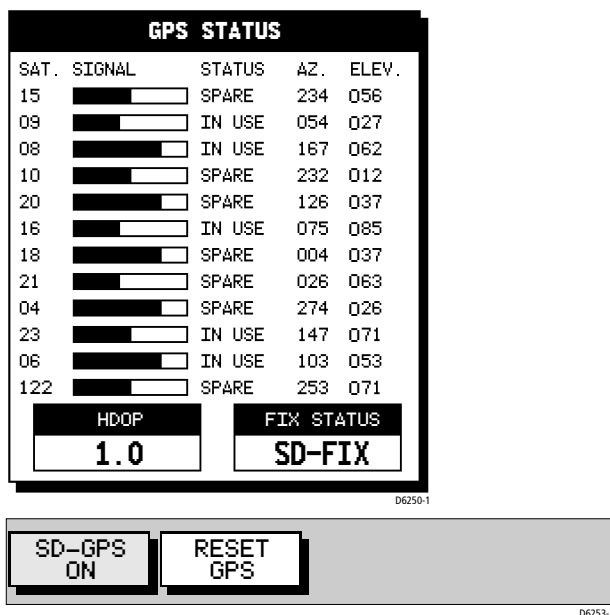 GPS STATUS
SAT. SIGNAL STATUS AZ. ELEV.
15 SPARE 234 056
09 IN USE 054 027
08 IN USE 167 062
10 SPARE 232 012
20 SPARE 126 037
16 IN USE 075 085
18 SPARE 004 037
21 SPARE 026 063
04 SPARE 274 026
23 IN USE 147 071
06 IN USE 103 053
122 SPARE 253 071
HDOP FIX STATUS
1.0 SD-FIX
D6250-1
SD-GPS RESET
ON GPS
D6253-